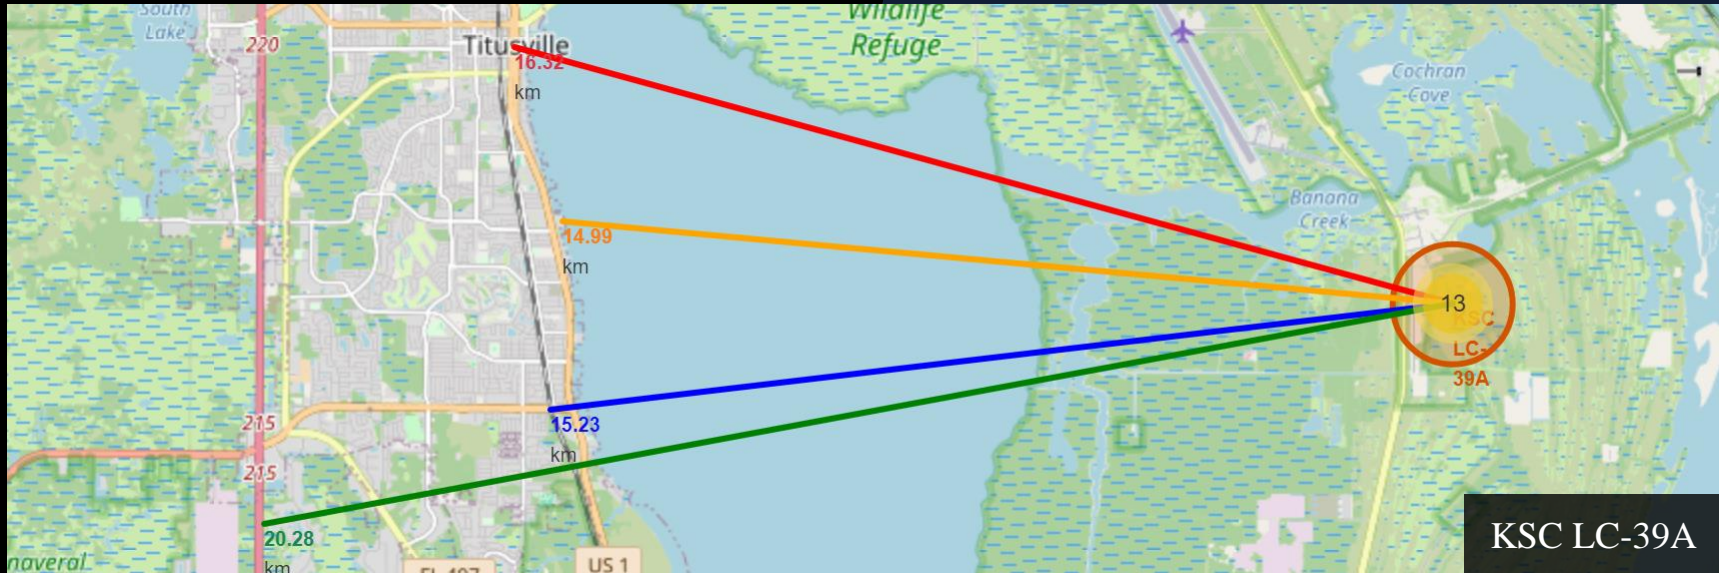 South
Lake
220
Titusville
16.32
km
Wildlife
Refuge
Cochran
Cove
Banana
Creek
14.99
km
13
KSC
LC-
39A
215
15.23
km
215
20.28
km
naveral
US 1
KSC LC-39A